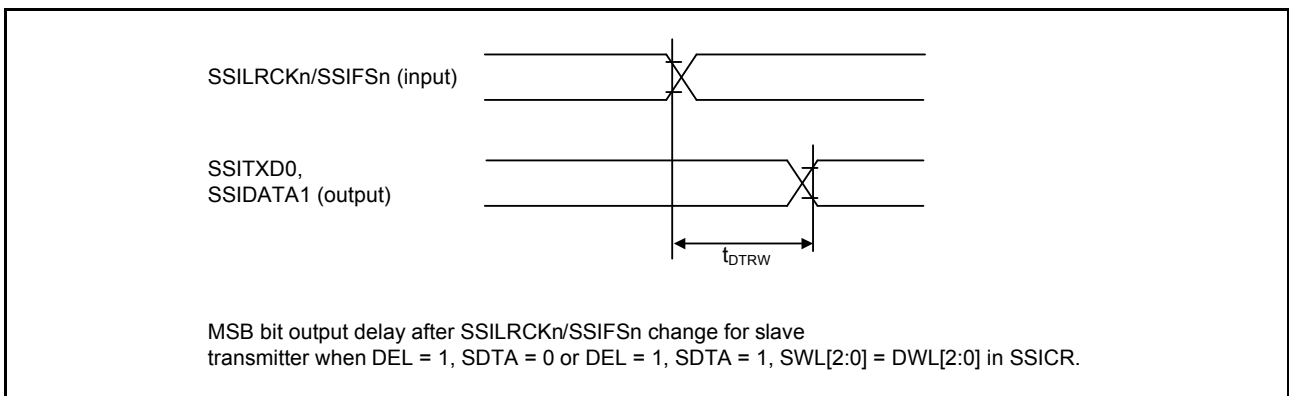 SSILRCKn/SSIFSn (input)
SSITXD0,
SSIDATA1 (output)
tDTRW
MSB bit output delay after SSILRCKn/SSIFSn change for slave
transmitter when DEL = 1, SDTA = 0 or DEL = 1, SDTA = 1, SWL[2:0] = DWL[2:0] in SSICR.